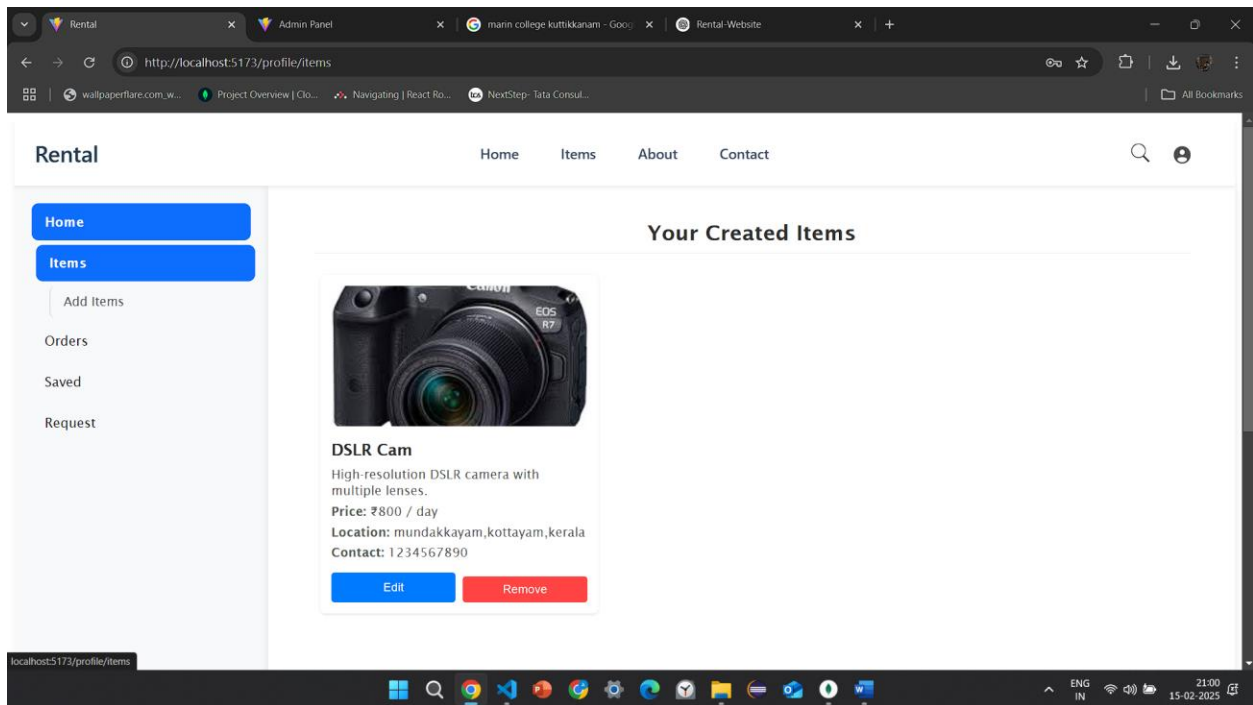 Rental
Admin Panel
marin college kuttikkanam - Goog
Rental-Website
http://localhost:5173/profile/items
wallpaperflare.com_w...
Project Overview | Clo...
Navigating | React Ro...
NextStep- Tata Consul...
All Bookmarks
Rental
Home
Items
About
Contact
Home
Items
Add Items
Orders
Saved
Request
Your Created Items
Canon
EOS
R7
DSLR Cam
High-resolution DSLR camera with
multiple lenses.
Price: ₹800 / day
Location: mundakkayam,kottayam,kerala
Contact: 1234567890
Edit
Remove
localhost:5173/profile/items
ENG
IN
21:00
15-02-2025